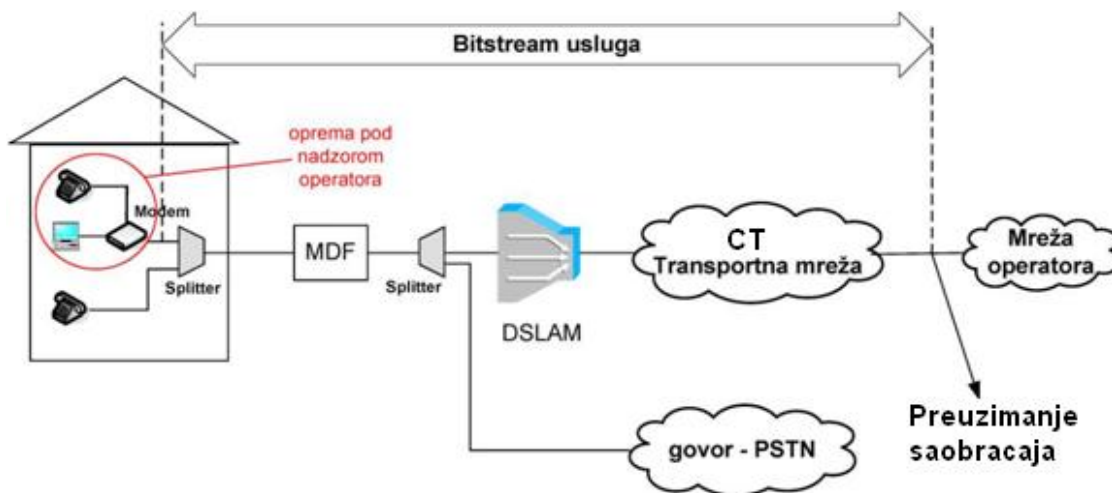 Bitstream usluga
oprema pod
nadzorom
operatora
Modem
Splitter
MDF
Splitter
DSLAM
CT
Transportna mreža
Mreža
operatora
govor - PSTN
Preuzimanje
saobracaja